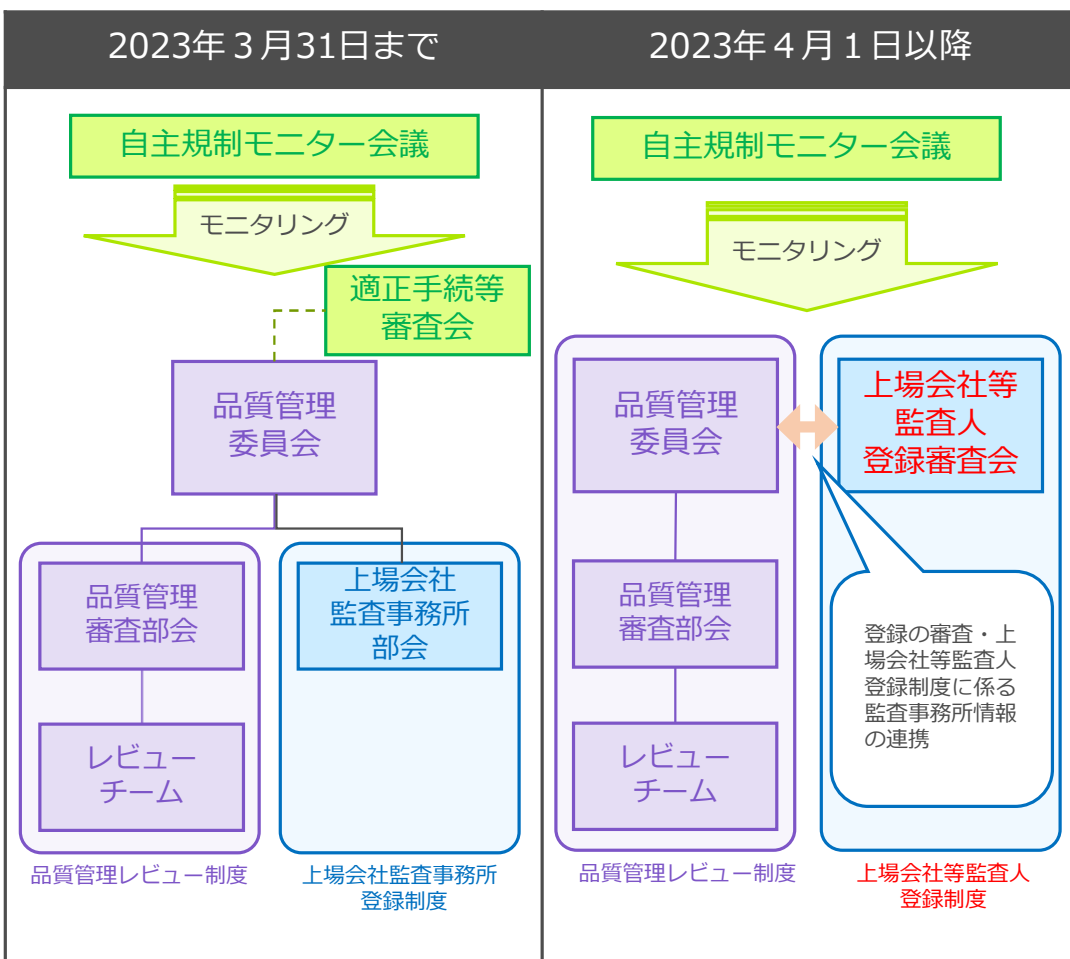 2023年３月31日まで
自主規制モニター会議
モニタリング
適正手続等
審査会
品質管理
委員会
品質管理
審査部会
レビュー
チーム
品質管理レビュー制度
上場会社
監査事務所
部会
上場会社監査事務所
登録制度
2023年４月１日以降
自主規制モニター会議
モニタリング
品質管理
委員会
品質管理
審査部会
レビュー
チーム
品質管理レビュー制度
上場会社等
監査人
登録審査会
登録の審査・上
場会社等監査人
登録制度に係る
監査事務所情報
の連携
上場会社等監査人
登録制度